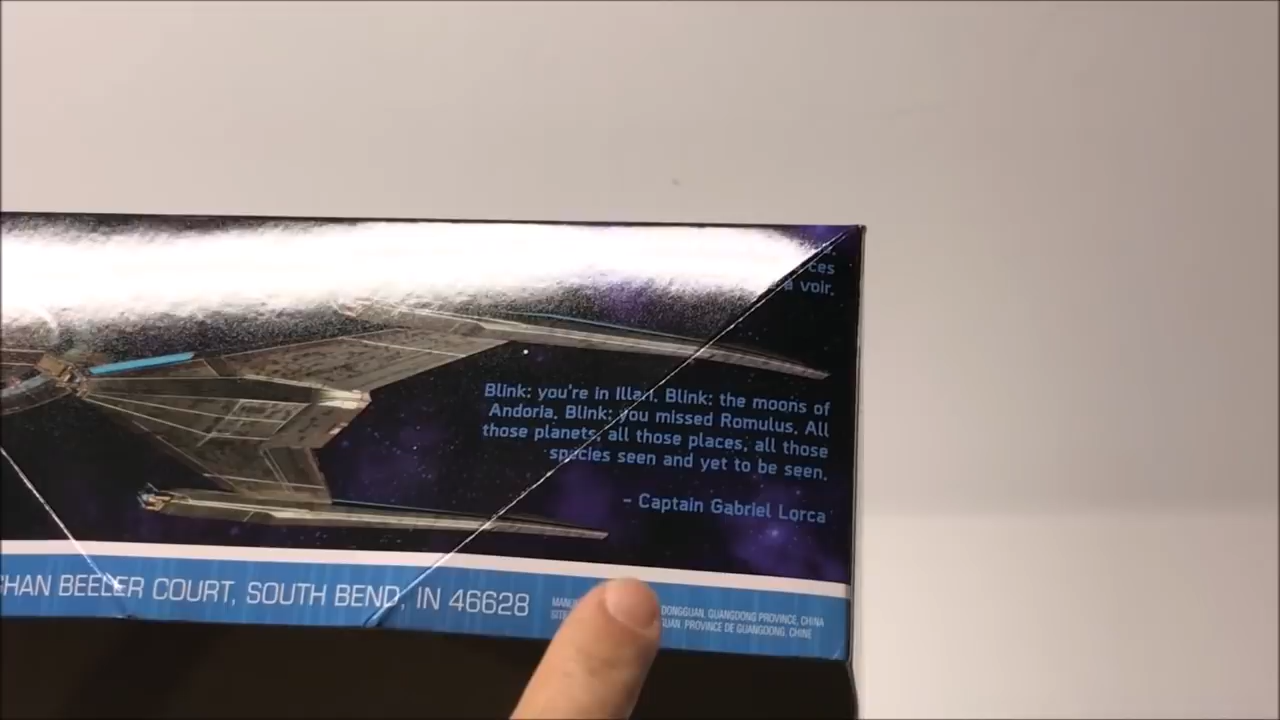 ces
à voir.
Blink: you're in Illari. Blink: the moons of
Andoria. Blink: you missed Romulus. All
those planets, all those places, all those
species seen and yet to be seen.
- Captain Gabriel Lorca
BEELER COURT, SOUTH BEND, IN 46628
DONGGUAN, GUANGDONG PROVINCE, CHINA
PROVINCE DE GUANGDONG, CHINE